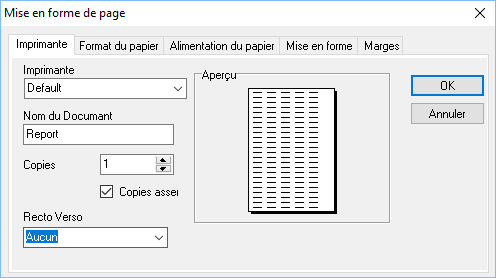 Mise en forme de page
Imprimante Format du papier Alimentation du papier Mise en forme Marges
Imprimante
Default
Nom du Documant
Report
Copies 1
Copies asser
Recto Verso
Aucun
Aperçu
OK
Annuler